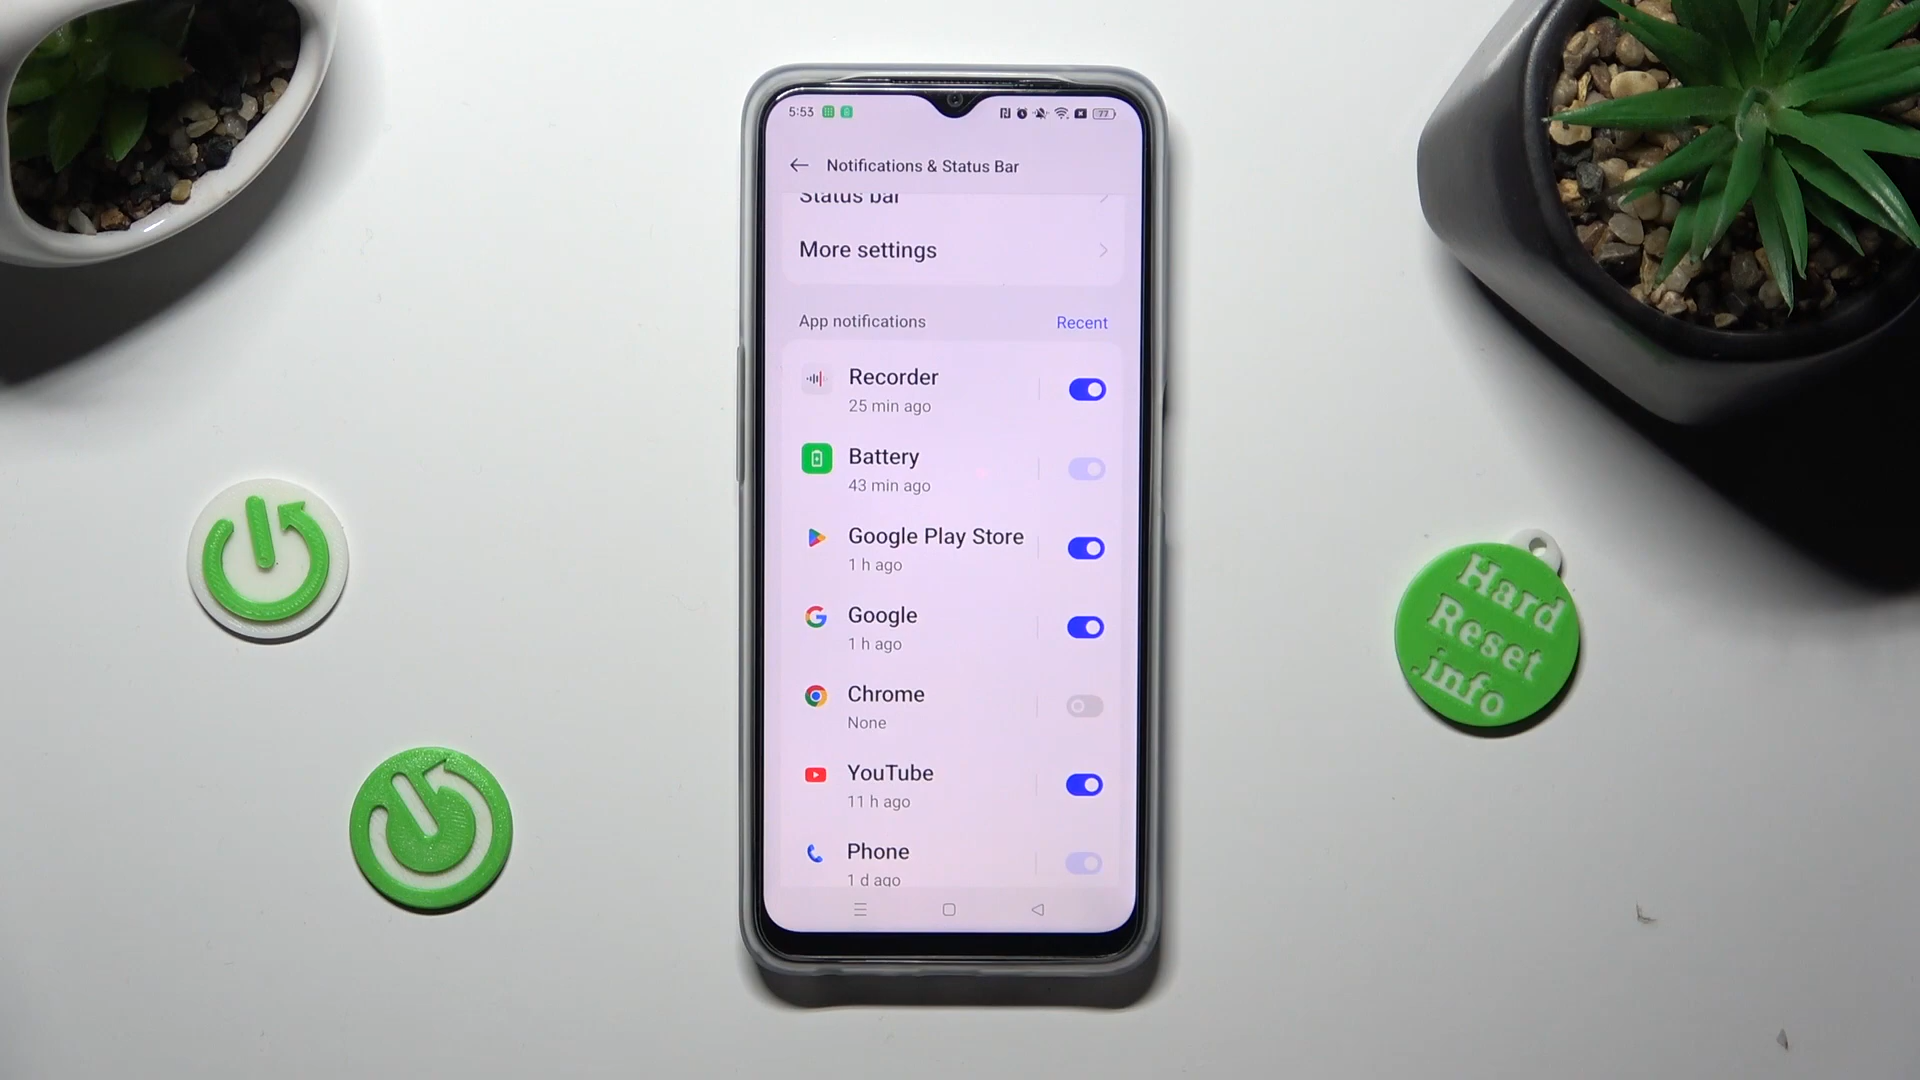 5:53
77
Notifications & Status Bar
Status bar
More settings
App notifications
Recent
Recorder
25 min ago
Battery
43 min ago
Google Play Store
1 h ago
Google
1 h ago
Chrome
None
YouTube
11 h ago
Phone
1 d ago
Hard
Reset
.info